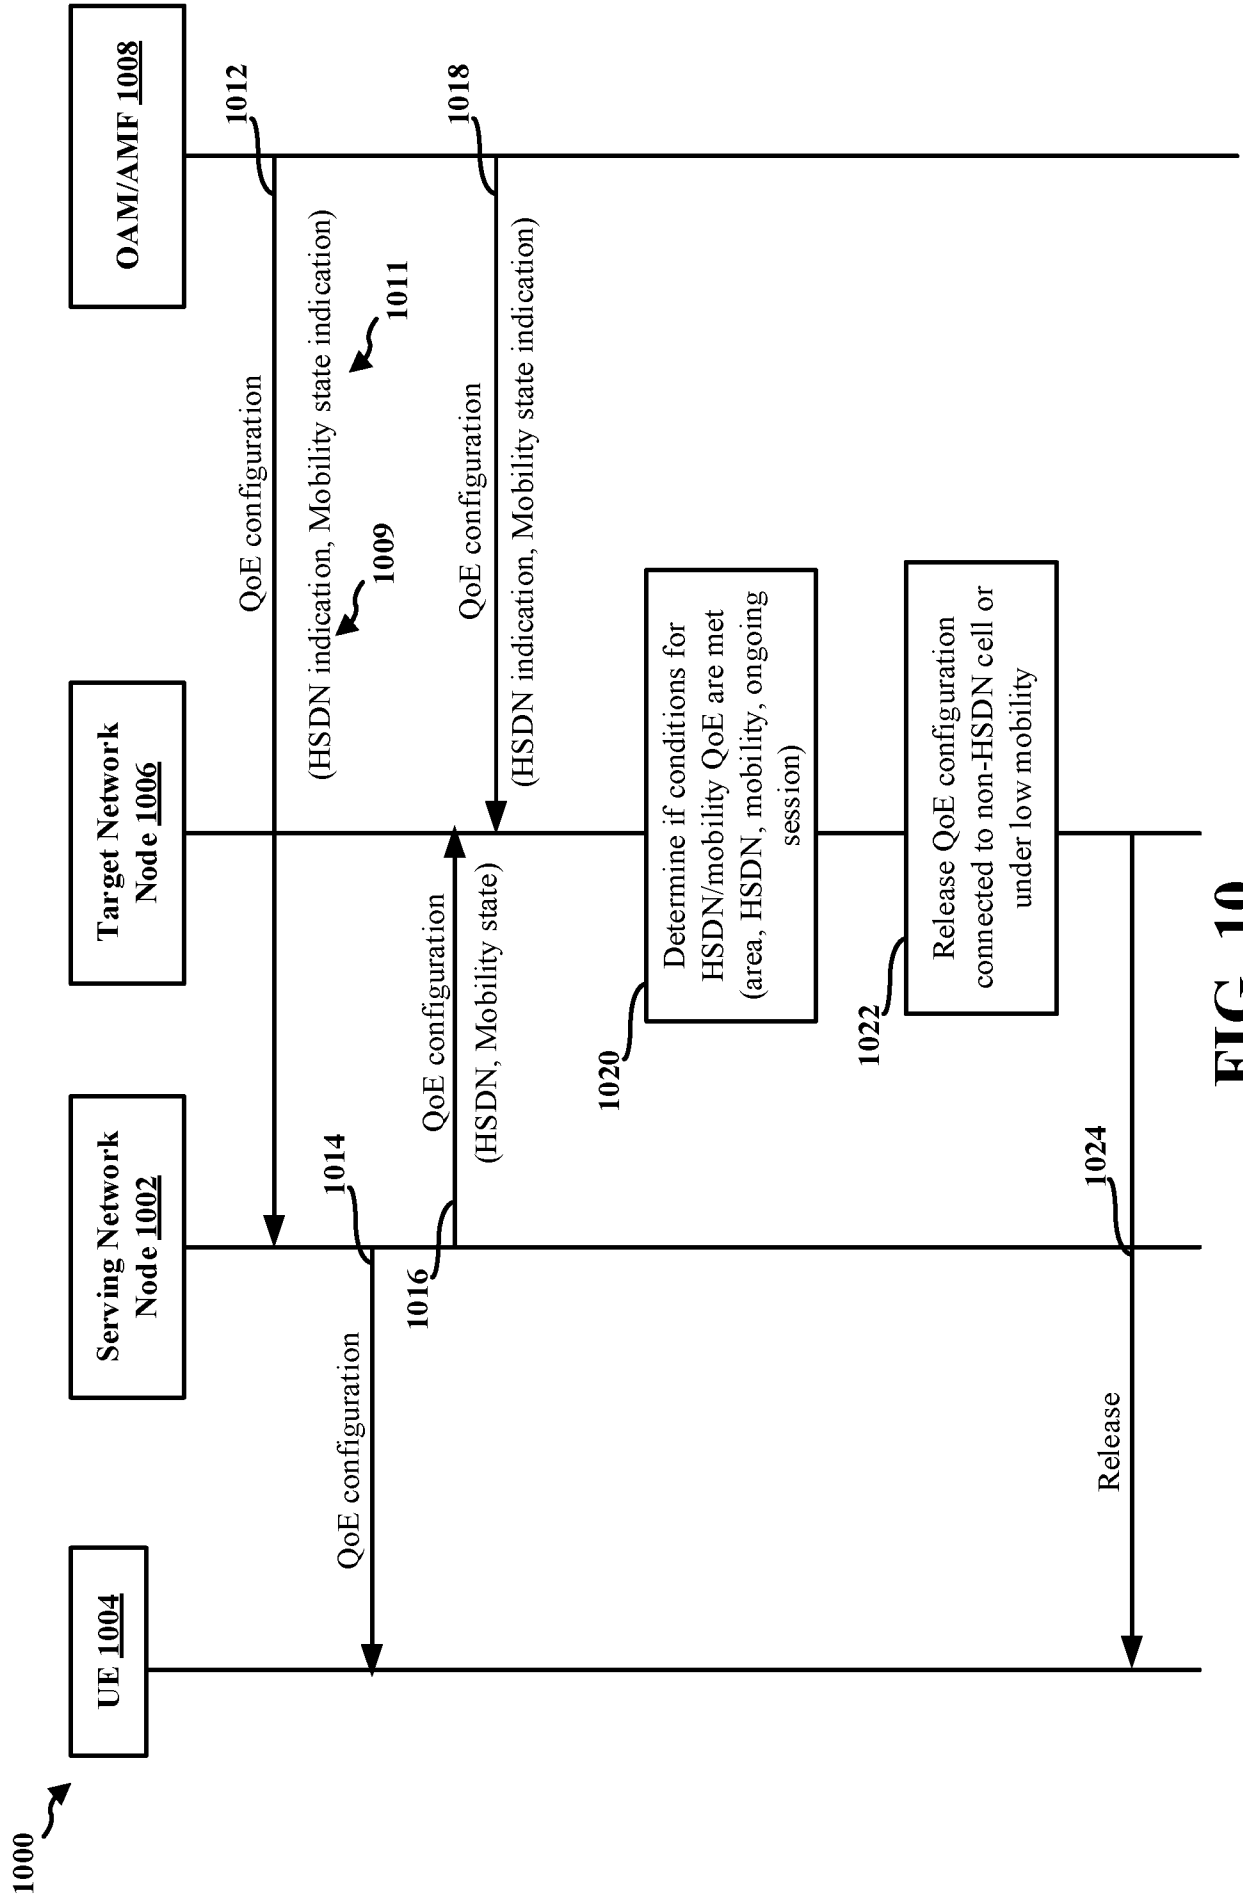 1000
UE 1004
Serving Network
Node 1002
Target Network
Node 1006
OAM/AMF 1008
1012
QoE configuration
(HSDN indication, Mobility state indication)
1009
1011
1014
QoE configuration
1016
QoE configuration
(HSDN, Mobility state)
1018
QoE configuration
(HSDN indication, Mobility state indication)
1020
Determine if conditions for
HSDN/mobility QoE are met
(area, HSDN, mobility, ongoing
session)
1022
Release QoE configuration
connected to non-HSDN cell or
under low mobility
1024
Release
FIG. 10